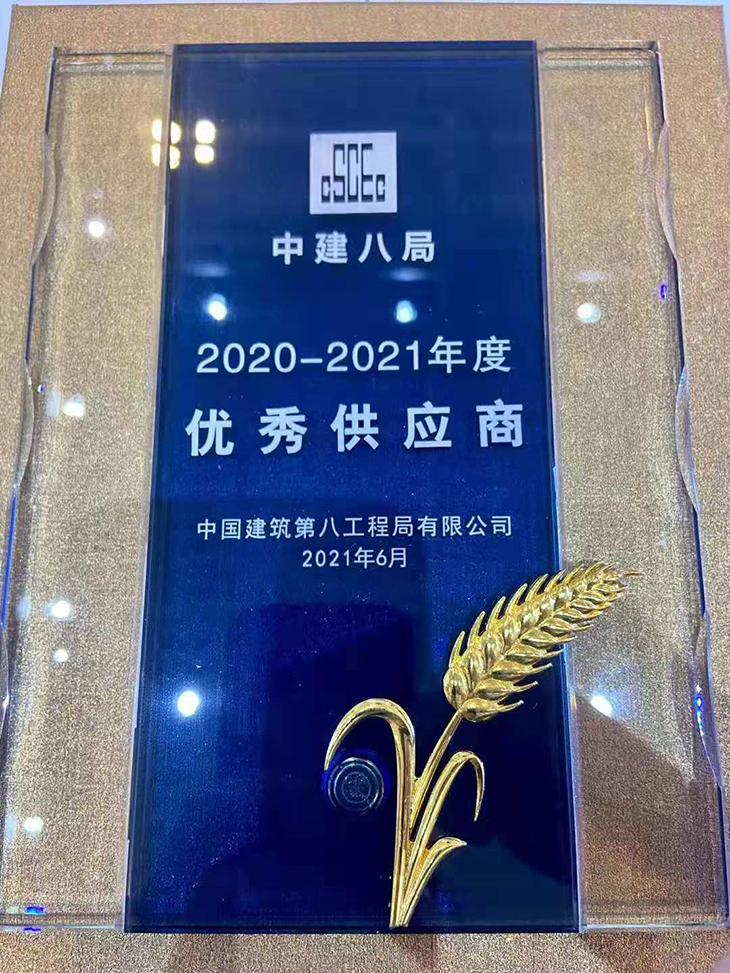 CSCEC
中建八局
2020-2021年度
优秀供应商
中国建筑第八工程局有限公司
2021年6月